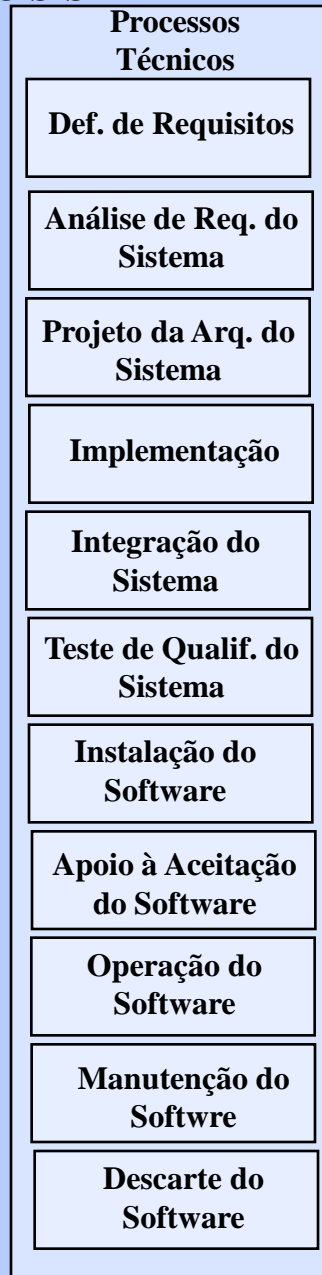 Processos
Técnicos
Def. de Requisitos
Análise de Req. do
Sistema
Projeto da Arq. do
Sistema
Implementação
Integração do
Sistema
Teste de Qualif. do
Sistema
Instalação do
Software
Apoio à Aceitação
do Software
Operação do
Software
Manutenção do
Softwre
Descarte do
Software